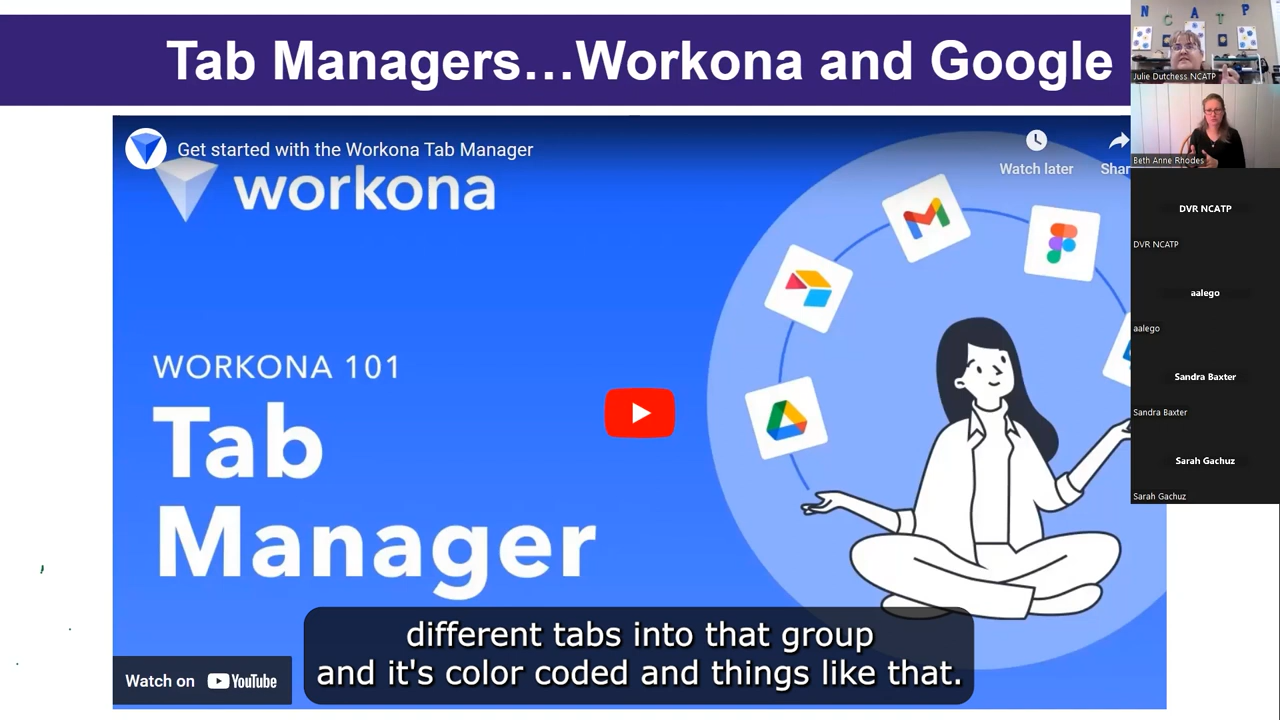 Tab Managers...Workona and Google
Get started with the Workona Tab Manager
workona
Watch later
Shar
WORKONA 101
Tab
Manager
different tabs into that group
and it's color coded and things like that.
Watch on YouTube
N C A T P
Julie Dutchess NCATP
Beth Anne Rhodes
DVR NCATP
DVR NCATP
aalego
aalego
Sandra Baxter
Sandra Baxter
Sarah Gachuz
Sarah Gachuz